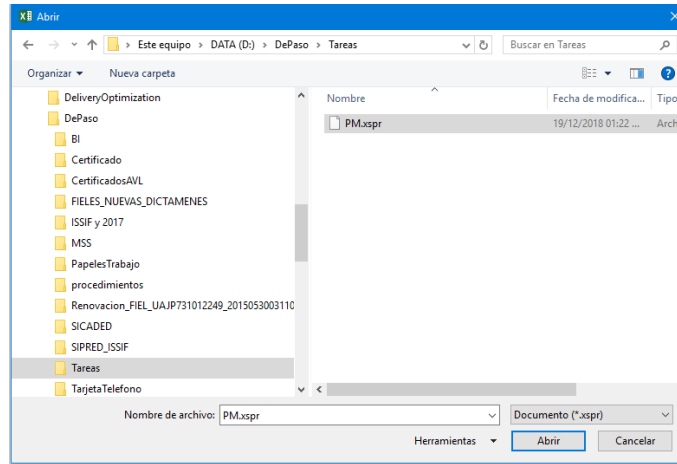 Abrir
Este equipo > DATA (D:) > DePaso > Tareas
Buscar en Tareas
Organizar
Nueva carpeta
?
DeliveryOptimization
DePaso
BI
Certificado
CertificadosAVL
FIELES_NUEVAS_DICTAMENES
ISSIF y 2017
MSS
PapelesTrabajo
procedimientos
Renovacion_FIEL_UAJP731012249_2015053003110
SICADED
SIPRED_ISSIF
Tareas
TarjetaTelefono
Nombre
Fecha de modifica...
Tipo
PM.xspr
19/12/2018 01:22 ...
Arch
Nombre de archivo:
PM.xspr
Documento (*.xspr)
Herramientas
Abrir
Cancelar